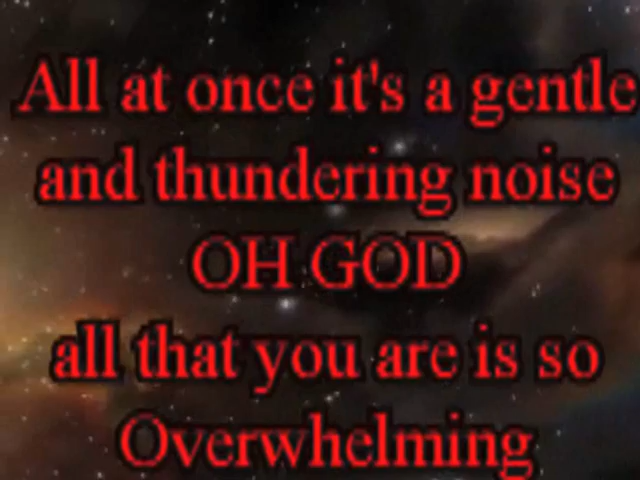 All at once it's a gentle
and thundering noise
OH GOD
all that you are is so
Overwhelming